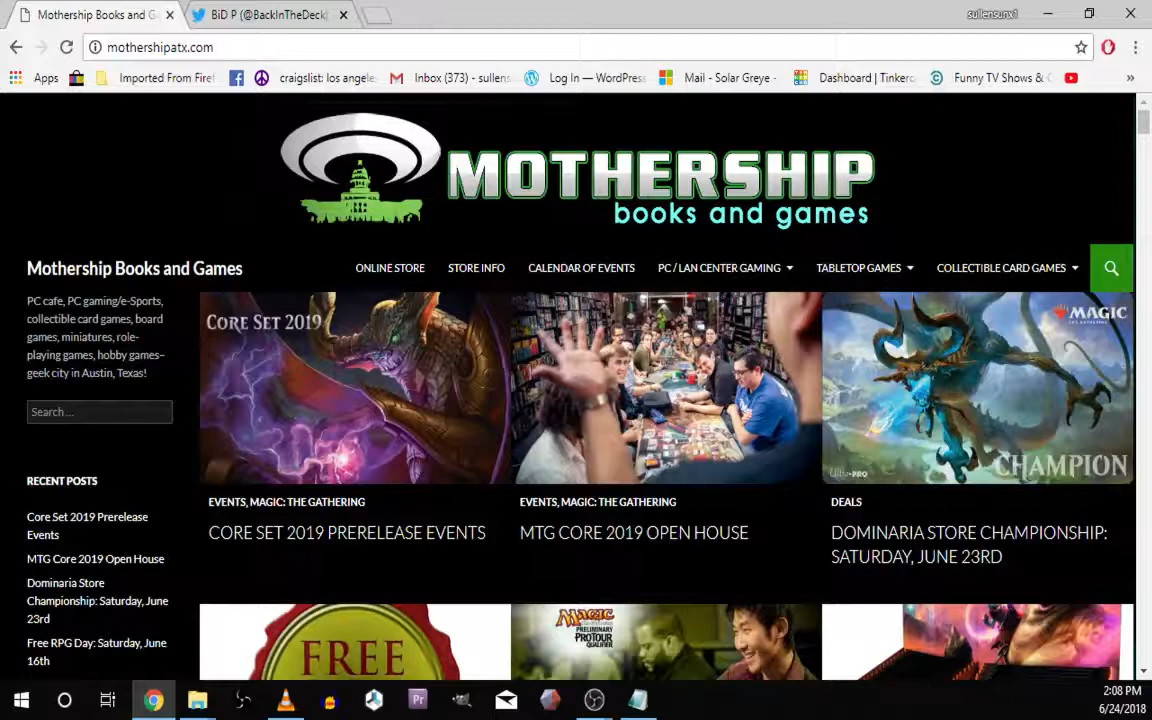 Mothership Books and G
BiD P (@BackInTheDeck)
sullensunx1
mothershipatx.com
Apps
Imported From Firef
craigslist: los angele
Inbox (373) - sullens
Log In — WordPress
Mail - Solar Greye -
Dashboard | Tinkerc
Funny TV Shows & C
MOTHERSHIP
books and games
Mothership Books and Games
ONLINE STORE
STORE INFO
CALENDAR OF EVENTS
PC / LAN CENTER GAMING
TABLETOP GAMES
COLLECTIBLE CARD GAMES
PC cafe, PC gaming/e-Sports,
collectible card games, board
games, miniatures, role-
playing games, hobby games–
geek city in Austin, Texas!
Search …
RECENT POSTS
Core Set 2019 Prerelease
Events
MTG Core 2019 Open House
Dominaria Store
Championship: Saturday, June
23rd
Free RPG Day: Saturday, June
16th
CORE SET 2019
EVENTS, MAGIC: THE GATHERING
CORE SET 2019 PRERELEASE EVENTS
EVENTS, MAGIC: THE GATHERING
MTG CORE 2019 OPEN HOUSE
MAGIC
THE GATHERING
CHAMPION
DEALS
DOMINARIA STORE CHAMPIONSHIP:
SATURDAY, JUNE 23RD
FREE
MAGIC
PRELIMINARY
PROTOUR
QUALIFIER
Pr
2:08 PM
6/24/2018